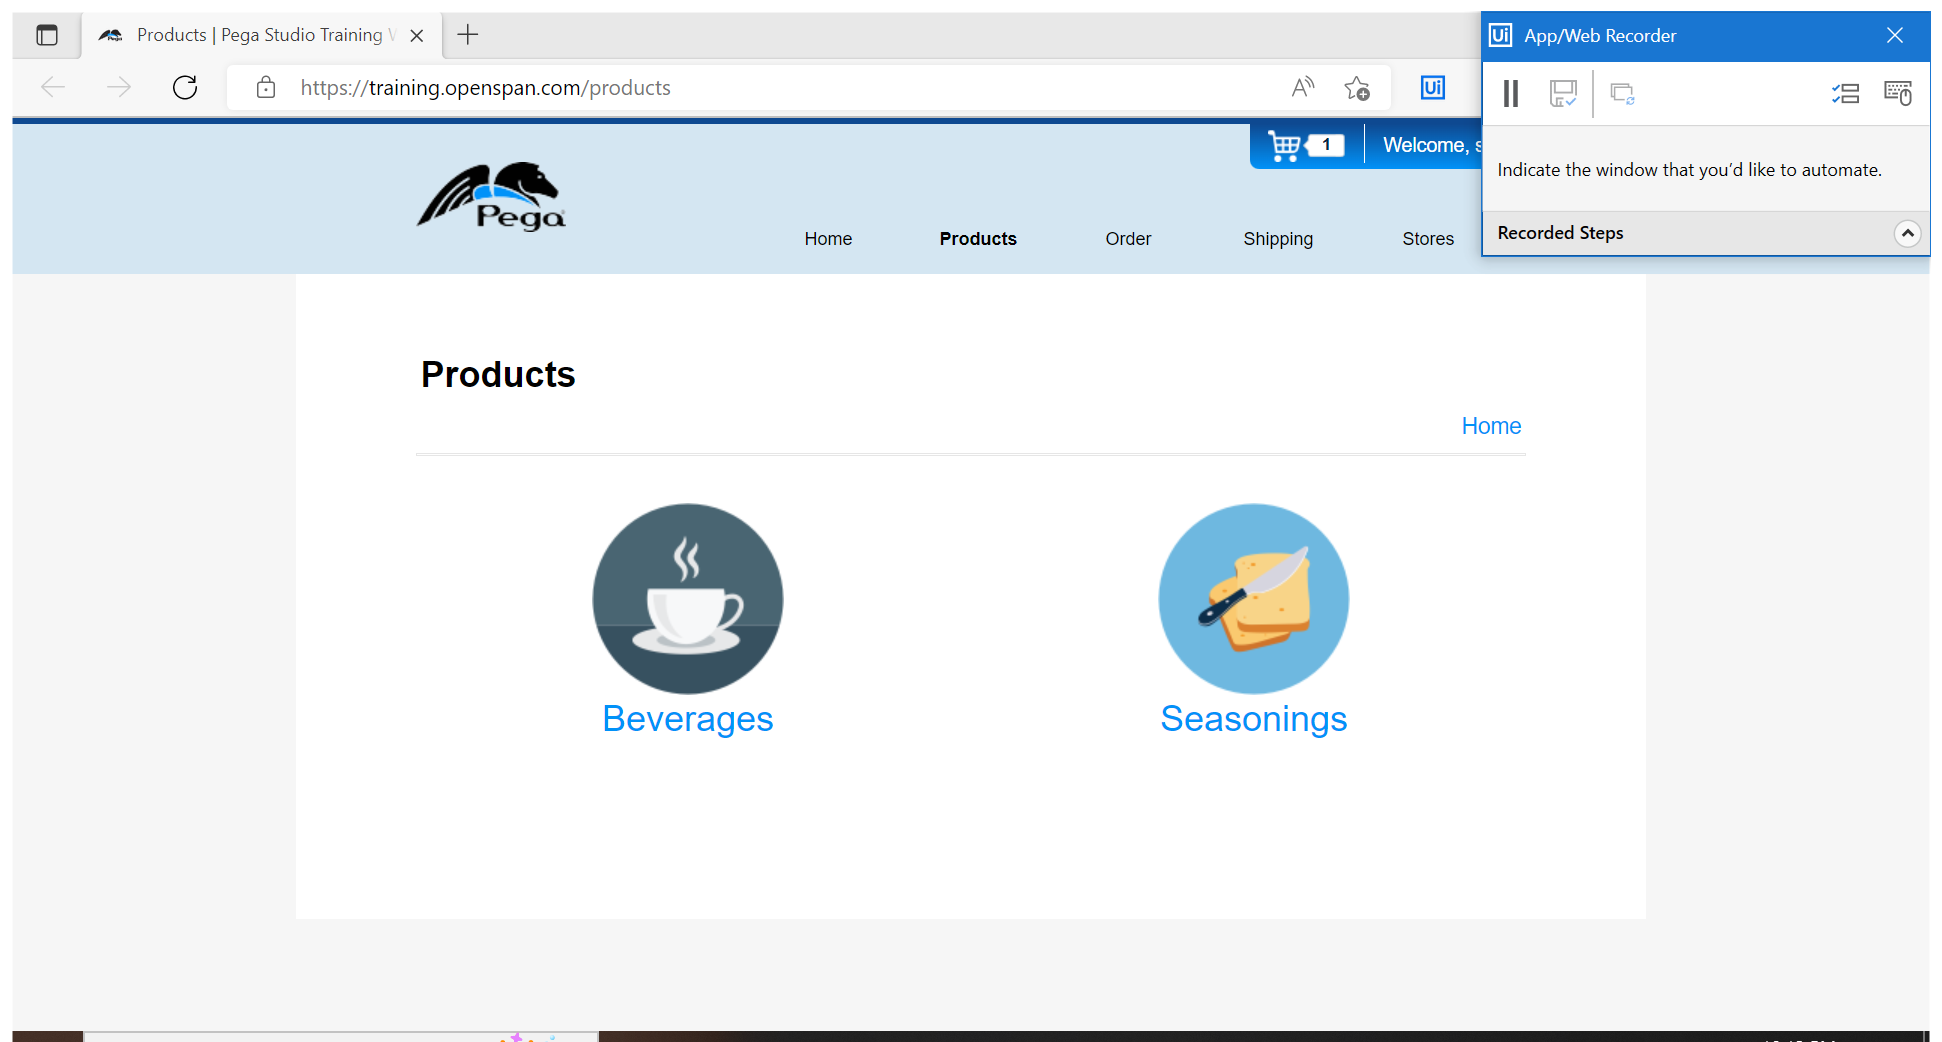 Products | Pega Studio Training
Ui App/Web Recorder
https://training.openspan.com/products
Ui
1
Welcome,
Indicate the window that you’d like to automate.
Pega
Home Products Order Shipping Stores
Recorded Steps
Products
Home
Beverages
Seasonings